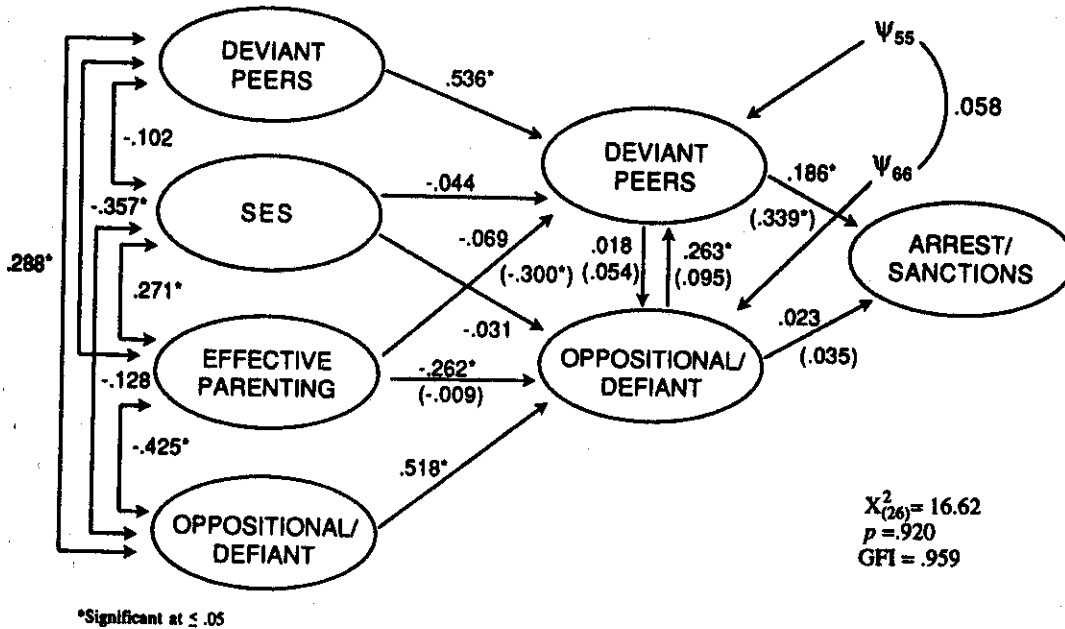 DEVIANT
PEERS
.536*
Ψ55
.058
-.102
DEVIANT
PEERS
Ψ66
.186*
(.339*)
-.357*
SES
-.044
-.069
(-.300*)
.018
(.054)
.263*
(.095)
ARREST/
SANCTIONS
.288*
.271*
-.031
.023
(.035)
EFFECTIVE
PARENTING
-.128
-.262*
(-.009)
OPPOSITIONAL/
DEFIANT
-.425*
.518*
OPPOSITIONAL/
DEFIANT
X²(26)= 16.62
p =.920
GFI = .959
*Significant at ≤ .05